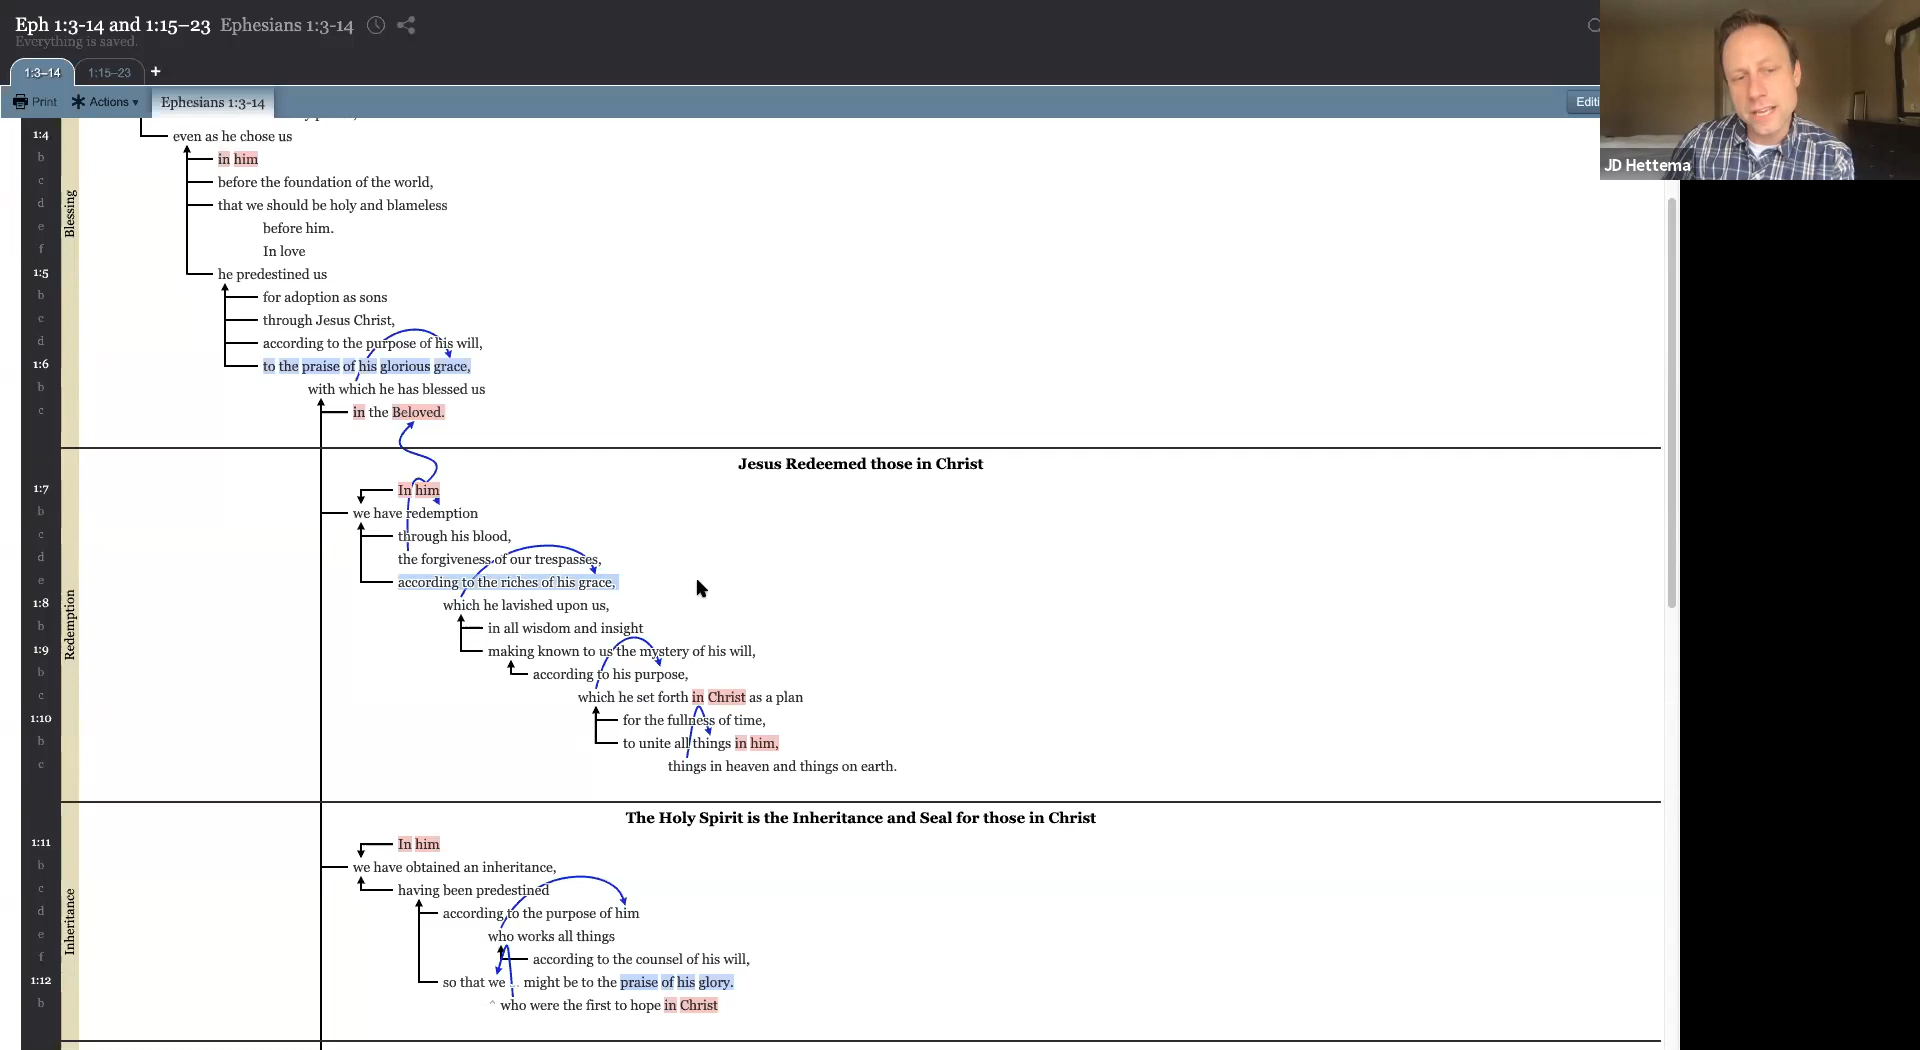 Eph 1:3-14 and 1:15–23 Ephesians 1:3-14
Everything is saved.
1:3–14 1:15–23 +
Print Actions ▾ Ephesians 1:3-14
JD Hettema
1:4 even as he chose us
b in him
c before the foundation of the world,
d that we should be holy and blameless
e before him.
f In love
Blessing
1:5 he predestined us
b for adoption as sons
c through Jesus Christ,
d according to the purpose of his will,
1:6 to the praise of his glorious grace,
b with which he has blessed us
c in the Beloved.
Jesus Redeemed those in Christ
1:7 In him
b we have redemption
c through his blood,
d the forgiveness of our trespasses,
e according to the riches of his grace,
1:8 which he lavished upon us,
b in all wisdom and insight
Redemption
1:9 making known to us the mystery of his will,
b according to his purpose,
c which he set forth in Christ as a plan
1:10 for the fullness of time,
b to unite all things in him,
c things in heaven and things on earth.
The Holy Spirit is the Inheritance and Seal for those in Christ
1:11 In him
b we have obtained an inheritance,
c having been predestined
d according to the purpose of him
Inheritance
e who works all things
f according to the counsel of his will,
1:12 so that we ... might be to the praise of his glory.
b ^ who were the first to hope in Christ